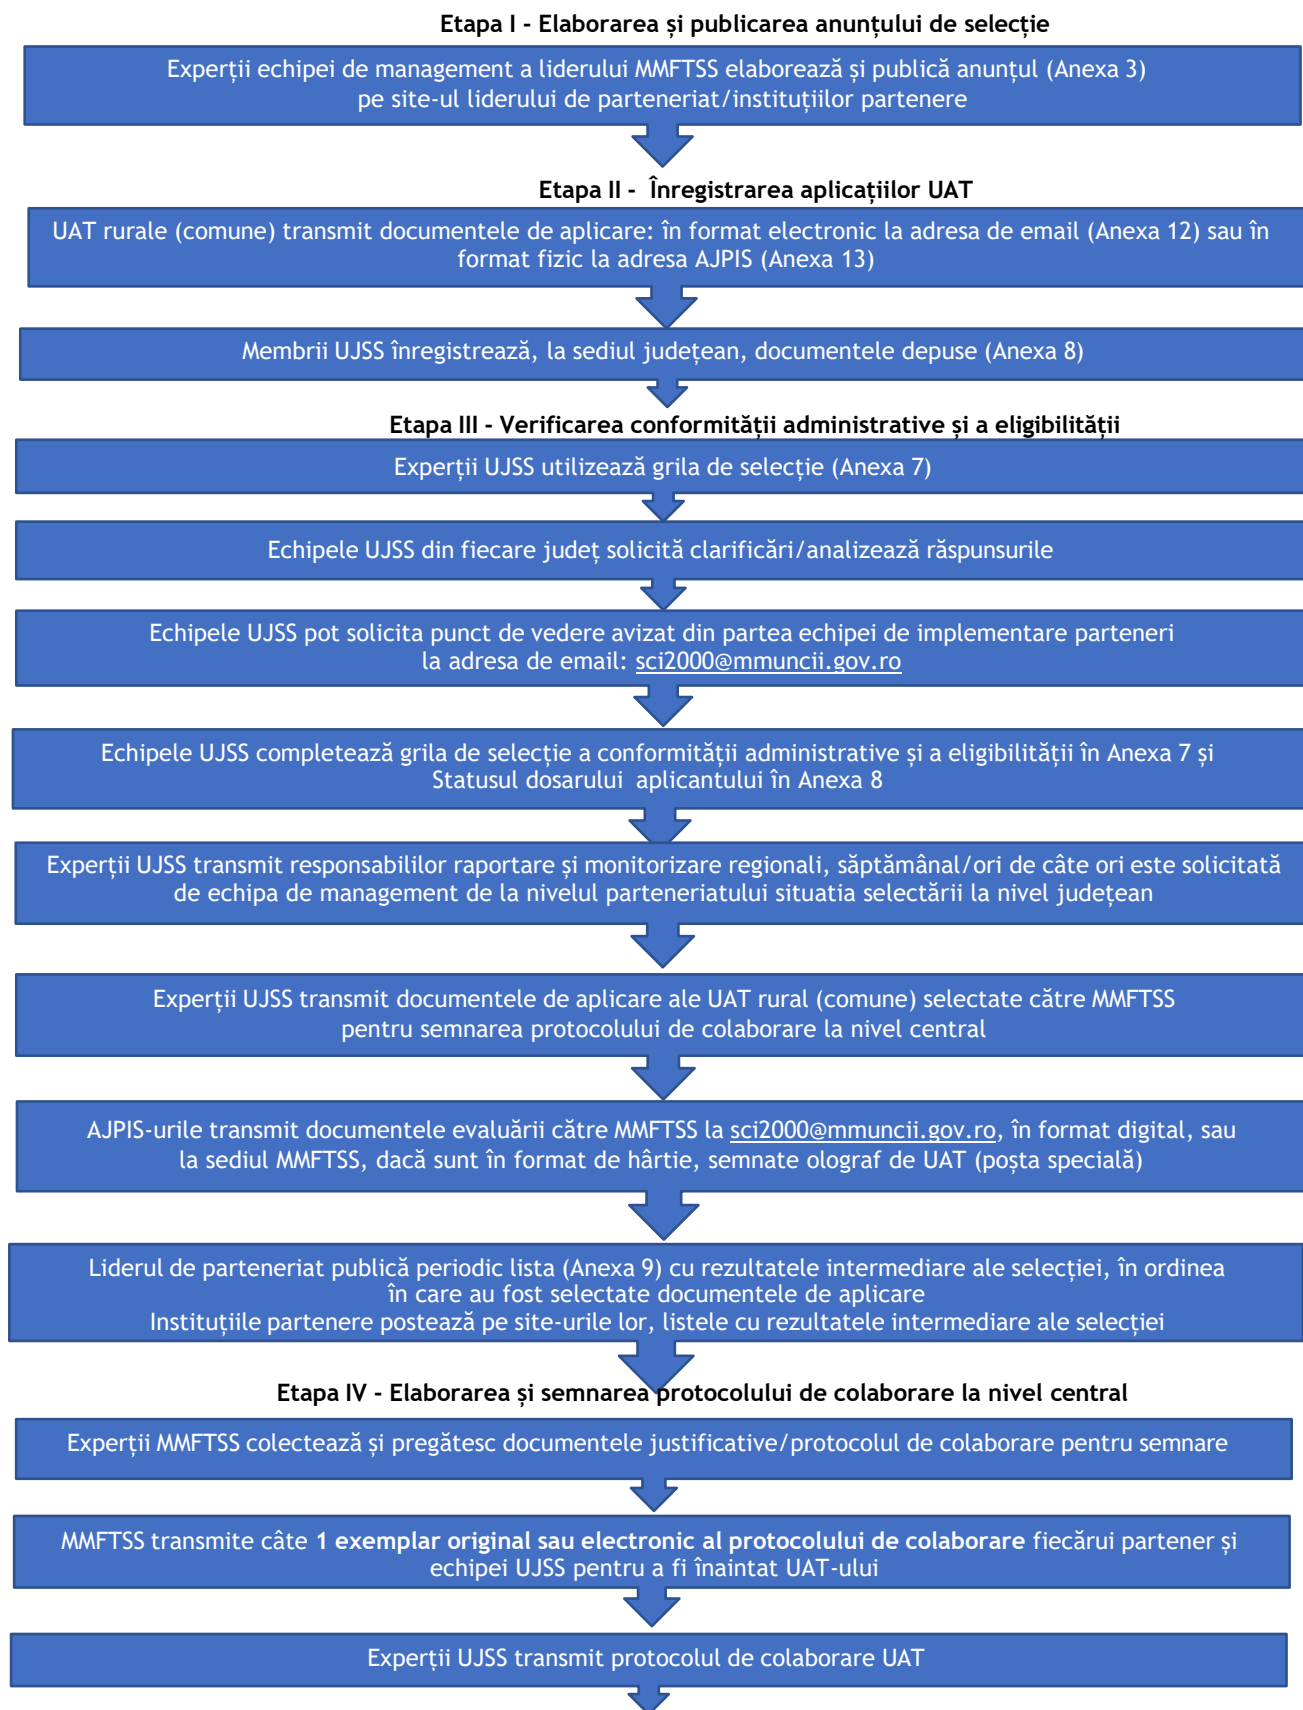 Etapa I - Elaborarea și publicarea anunțului de selecție
Experții echipei de management a liderului MMFTSS elaborează și publică anunțul (Anexa 3)
pe site-ul liderului de parteneriat/instituțiilor partenere
Etapa II - Înregistrarea aplicațiilor UAT
UAT rurale (comune) transmit documentele de aplicare: în format electronic la adresa de email (Anexa 12) sau în
format fizic la adresa AJPIS (Anexa 13)
Membrii UJSS înregistrează, la sediul județean, documentele depuse (Anexa 8)
Etapa III - Verificarea conformității administrative și a eligibilității
Experții UJSS utilizează grila de selecție (Anexa 7)
Echipele UJSS din fiecare județ solicită clarificări/analizează răspunsurile
Echipele UJSS pot solicita punct de vedere avizat din partea echipei de implementare parteneri
la adresa de email: sci2000@mmuncii.gov.ro
Echipele UJSS completează grila de selecție a conformității administrative și a eligibilității în Anexa 7 și
Statusul dosarului aplicantului în Anexa 8
Experții UJSS transmit responsabililor raportare și monitorizare regionali, săptămânal/ori de câte ori este solicitată
de echipa de management de la nivelul parteneriatului situatia selectării la nivel județean
Experții UJSS transmit documentele de aplicare ale UAT rural (comune) selectate către MMFTSS
pentru semnarea protocolului de colaborare la nivel central
AJPIS-urile transmit documentele evaluării către MMFTSS la sci2000@mmuncii.gov.ro, în format digital, sau
la sediul MMFTSS, dacă sunt în format de hârtie, semnate olograf de UAT (poșta specială)
Liderul de parteneriat publică periodic lista (Anexa 9) cu rezultatele intermediare ale selecției, în ordinea
în care au fost selectate documentele de aplicare
Instituțiile partenere postează pe site-urile lor, listele cu rezultatele intermediare ale selecției
Etapa IV - Elaborarea și semnarea protocolului de colaborare la nivel central
Experții MMFTSS colectează și pregătesc documentele justificative/protocolul de colaborare pentru semnare
MMFTSS transmite câte 1 exemplar original sau electronic al protocolului de colaborare fiecărui partener și
echipei UJSS pentru a fi înaintat UAT-ului
Experții UJSS transmit protocolul de colaborare UAT